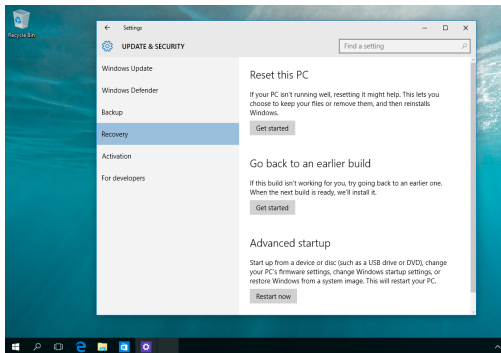 Recycle Bin
Settings
UPDATE & SECURITY
Find a setting
Windows Update
Windows Defender
Backup
Recovery
Activation
For developers
Reset this PC
If your PC isn't running well, resetting it might help. This lets you
choose to keep your files or remove them, and then reinstalls
Windows.
Get started
Go back to an earlier build
If this build isn't working for you, try going back to an earlier one.
When the next build is ready, we'll install it.
Get started
Advanced startup
Start up from a device or disc (such as a USB drive or DVD), change
your PC's firmware settings, change Windows startup settings, or
restore Windows from a system image. This will restart your PC.
Restart now